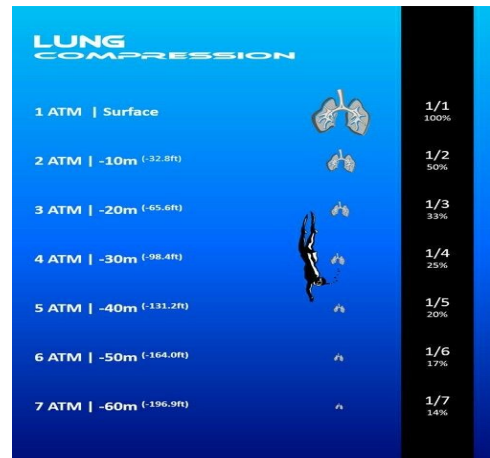 LUNG
COMPRESSION
1 ATM | Surface
1/1
100%
2 ATM | -10m (-32.8ft)
1/2
50%
3 ATM | -20m (-65.6ft)
1/3
33%
4 ATM | -30m (-98.4ft)
1/4
25%
5 ATM | -40m (-131.2ft)
1/5
20%
6 ATM | -50m (-164.0ft)
1/6
17%
7 ATM | -60m (-196.9ft)
1/7
14%